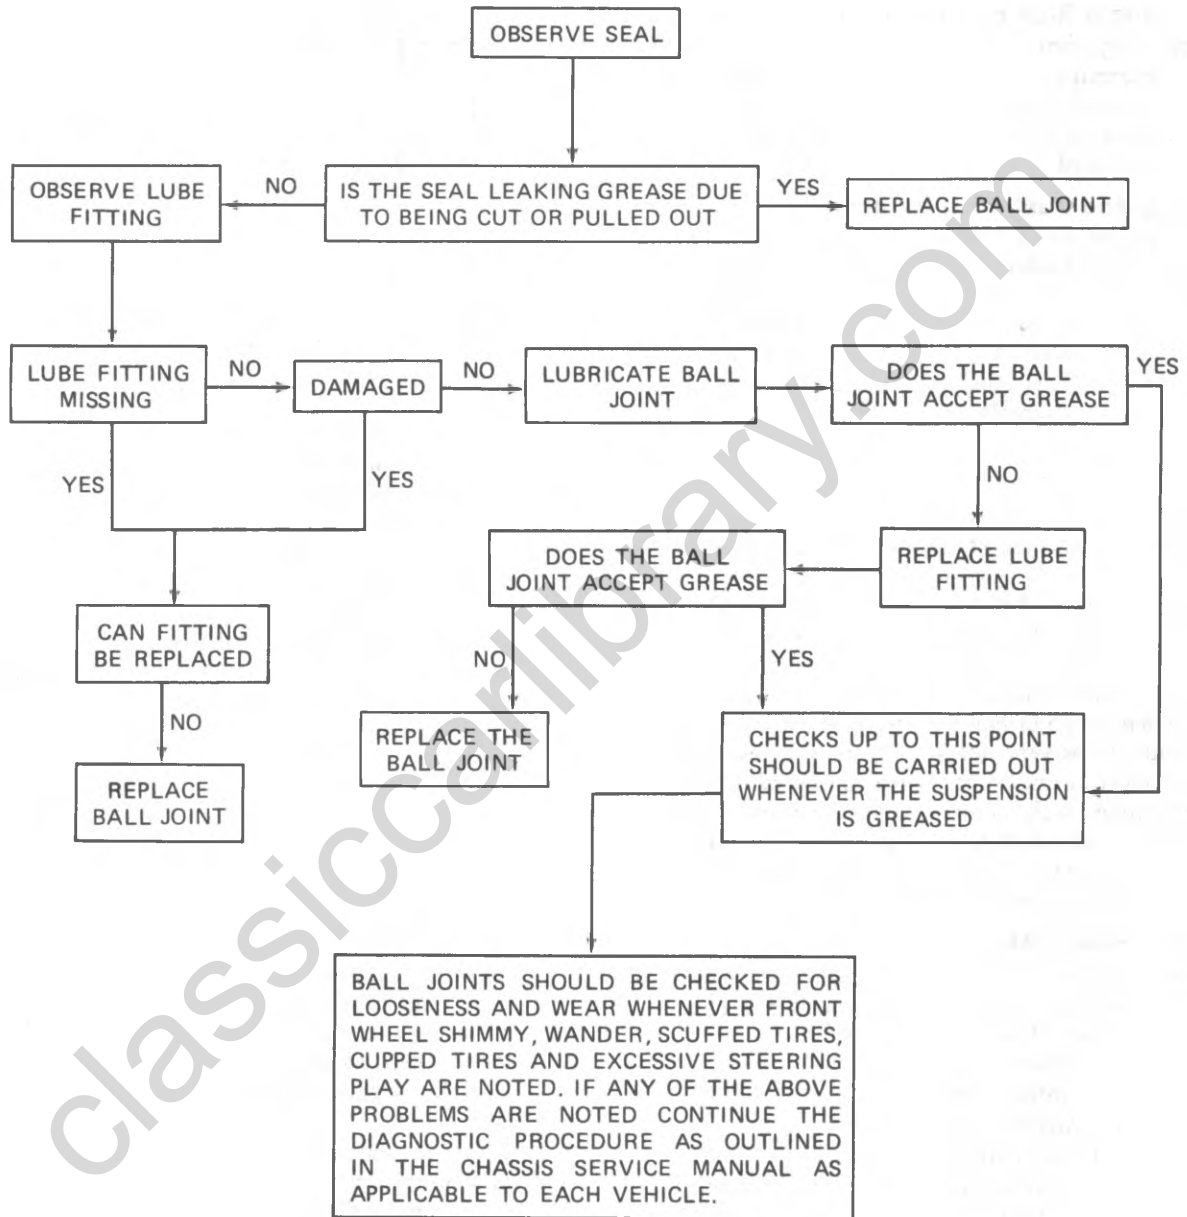 OBSERVE SEAL
OBSERVE LUBE
FITTING
NO
IS THE SEAL LEAKING GREASE DUE
TO BEING CUT OR PULLED OUT
YES
REPLACE BALL JOINT
LUBE FITTING
MISSING
NO
DAMAGED
NO
LUBRICATE BALL
JOINT
DOES THE BALL
JOINT ACCEPT GREASE
YES
YES
YES
NO
DOES THE BALL
JOINT ACCEPT GREASE
REPLACE LUBE
FITTING
CAN FITTING
BE REPLACED
NO
YES
NO
REPLACE THE
BALL JOINT
CHECKS UP TO THIS POINT
SHOULD BE CARRIED OUT
WHENEVER THE SUSPENSION
IS GREASED
REPLACE
BALL JOINT
BALL JOINTS SHOULD BE CHECKED FOR
LOOSENESS AND WEAR WHENEVER FRONT
WHEEL SHIMMY, WANDER, SCUFFED TIRES,
CUPPED TIRES AND EXCESSIVE STEERING
PLAY ARE NOTED. IF ANY OF THE ABOVE
PROBLEMS ARE NOTED CONTINUE THE
DIAGNOSTIC PROCEDURE AS OUTLINED
IN THE CHASSIS SERVICE MANUAL AS
APPLICABLE TO EACH VEHICLE.
classiccarlibrary.com